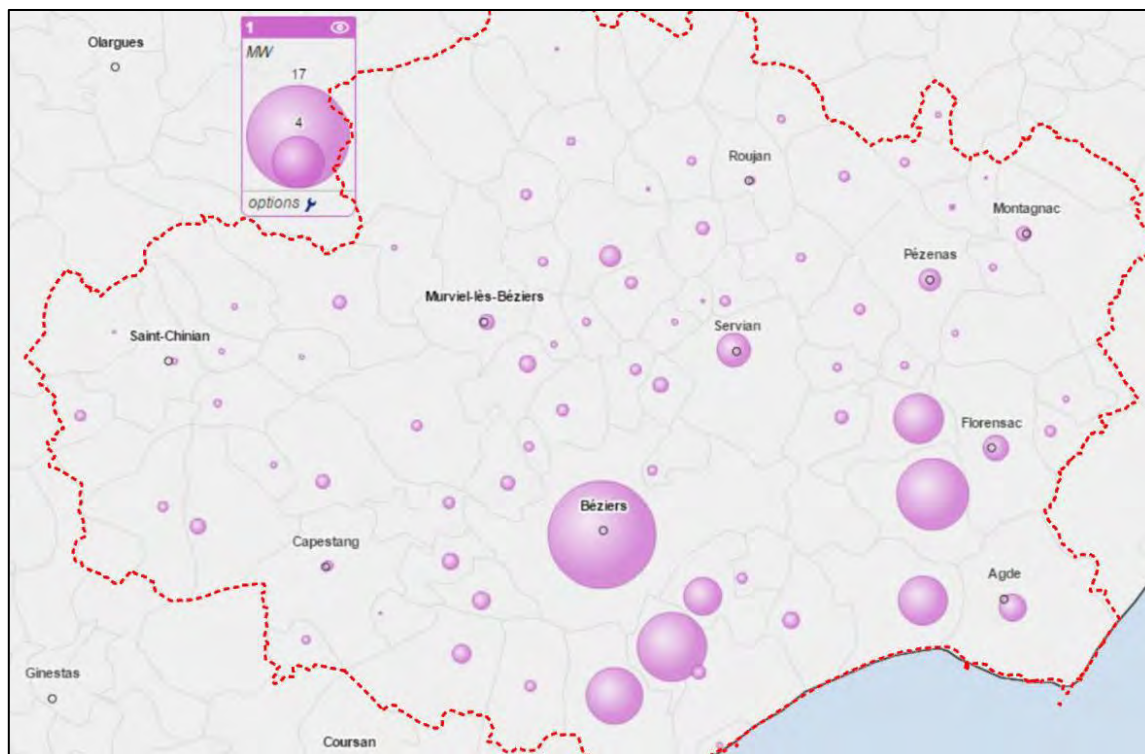 Olargues
1
MW
17
4
options
Roujan
Montagnac
Pézenas
Murviel-lès-Béziers
Servian
Saint-Chinian
Florensac
Béziers
Capestang
Agde
Ginestas
Coursan